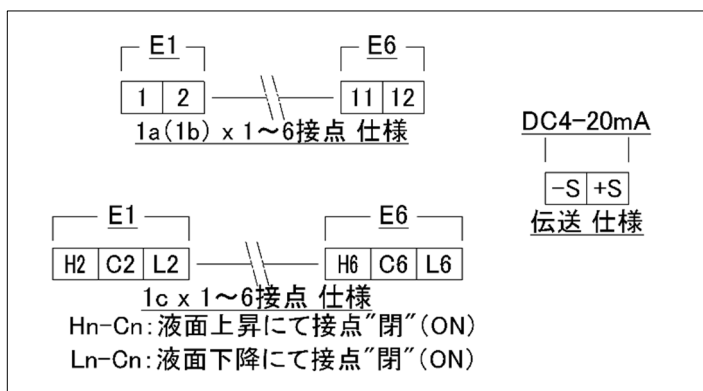 E1 E6
1 2 11 12
1a(1b) x 1～6接点 仕様
DC4-20mA
-S +S
伝送 仕様
E1 E6
H2 C2 L2 H6 C6 L6
1c x 1～6接点 仕様
Hn-Cn:液面上昇にて接点"閉"(ON)
Ln-Cn:液面下降にて接点"閉"(ON)